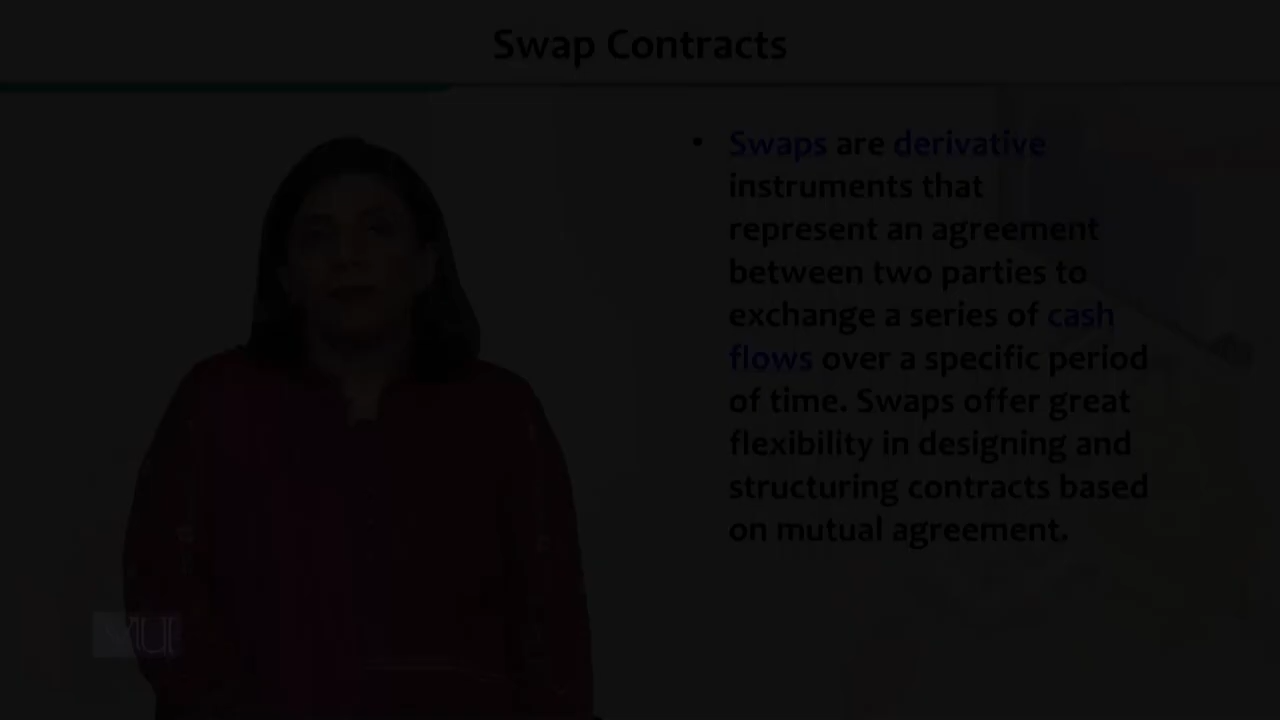 Swap Contracts
• Swaps are derivative
instruments that
represent an agreement
between two parties to
exchange a series of cash
flows over a specific period
of time. Swaps offer great
flexibility in designing and
structuring contracts based
on mutual agreement.